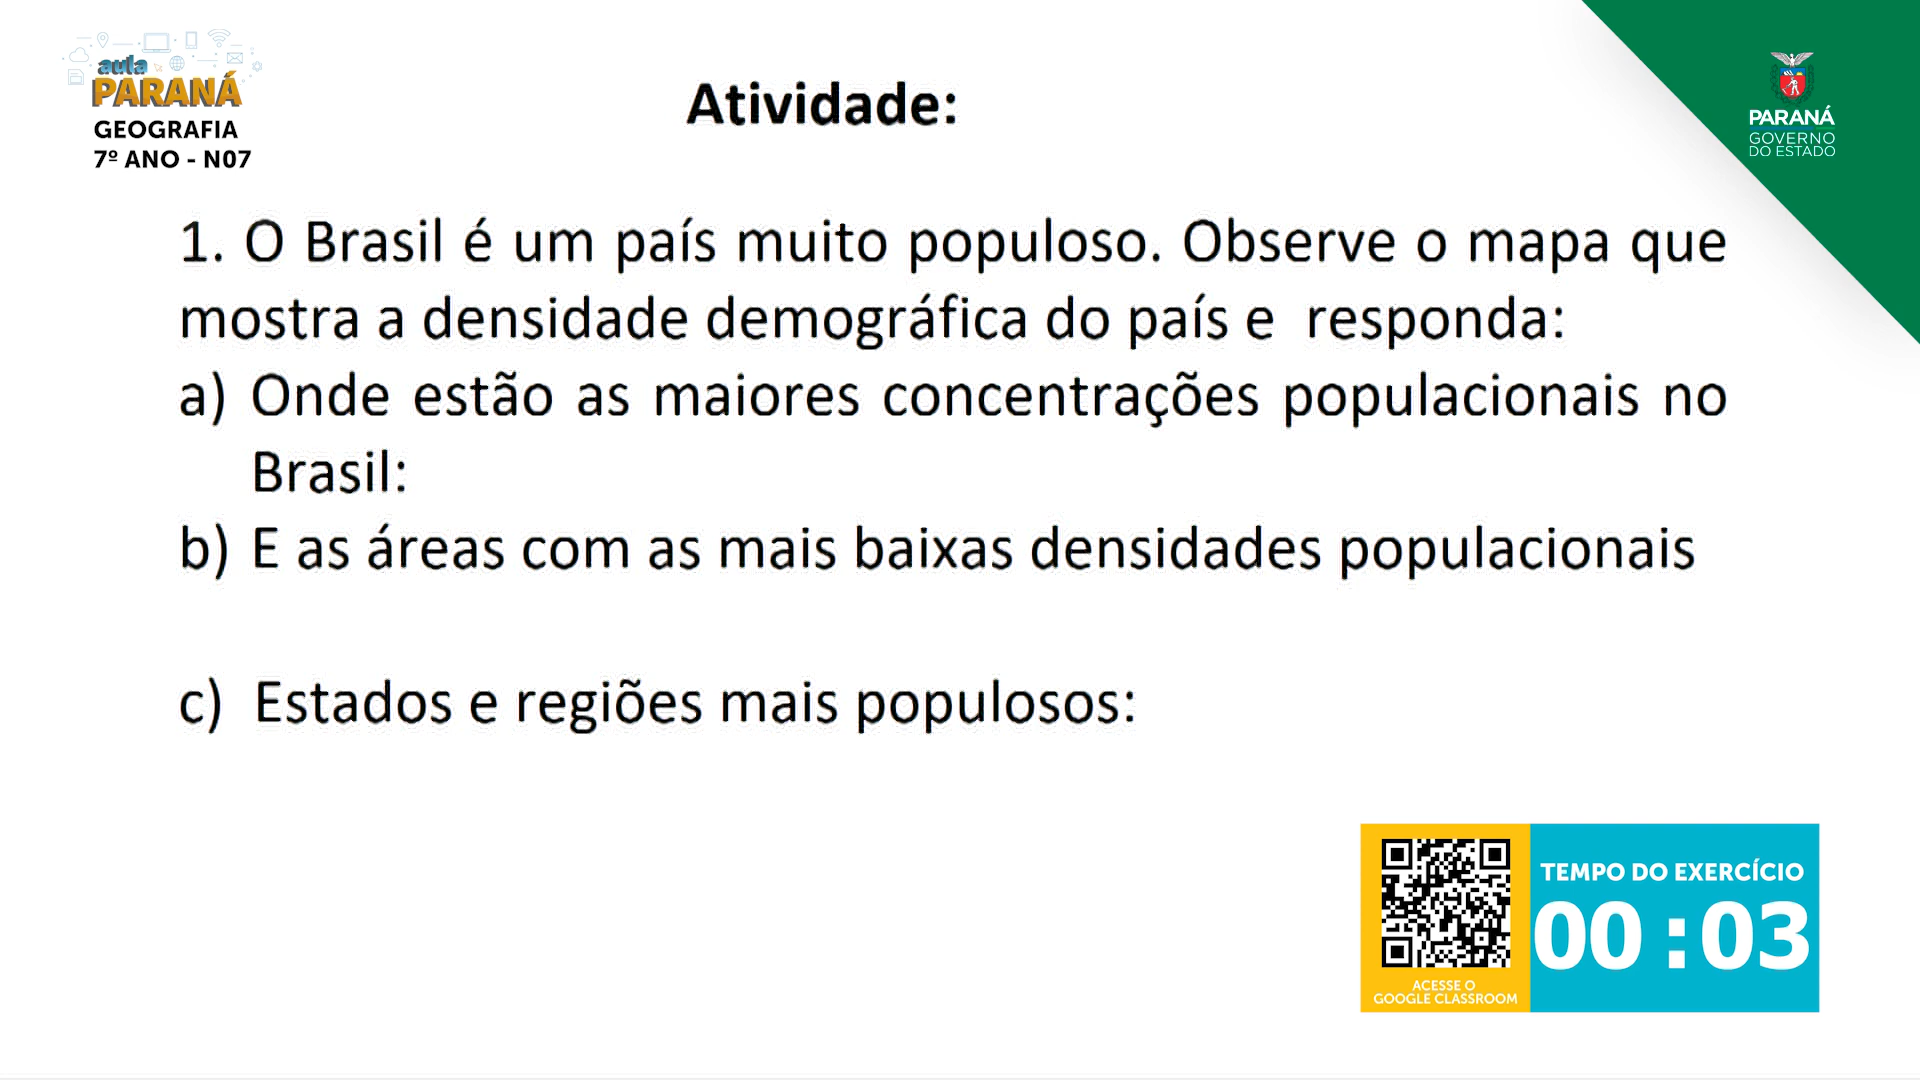 aula
PARANÁ
GEOGRAFIA
7º ANO - N07
Atividade:
PARANÁ
GOVERNO
DO ESTADO
1. O Brasil é um país muito populoso. Observe o mapa que
mostra a densidade demográfica do país e responda:
a) Onde estão as maiores concentrações populacionais no
Brasil:
b) E as áreas com as mais baixas densidades populacionais
c) Estados e regiões mais populosos:
ACESSE O
GOOGLE CLASSROOM
TEMPO DO EXERCÍCIO
00:03